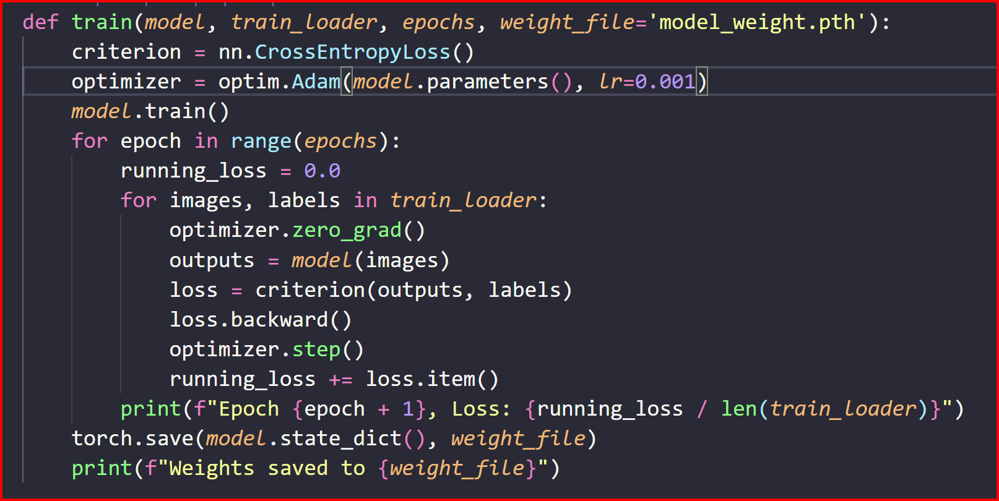 def train(model, train_loader, epochs, weight_file='model_weight.pth'):
    criterion = nn.CrossEntropyLoss()
    optimizer = optim.Adam(model.parameters(), lr=0.001)
    model.train()
    for epoch in range(epochs):
        running_loss = 0.0
        for images, labels in train_loader:
            optimizer.zero_grad()
            outputs = model(images)
            loss = criterion(outputs, labels)
            loss.backward()
            optimizer.step()
            running_loss += loss.item()
        print(f"Epoch {epoch + 1}, Loss: {running_loss / len(train_loader)}")
    torch.save(model.state_dict(), weight_file)
    print(f"Weights saved to {weight_file}")